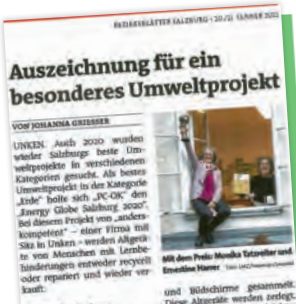 BEZIRKSBLÄTTER SALZBURG • 20./21. JÄNNER 2021
Auszeichnung für ein
besonderes Umweltprojekt
VON JOHANNA GRIESSER
UNKEN. Auch 2020 wurden
wieder Salzburgs beste Um-
weltprojekte in verschiedenen
Kategorien gesucht. Als bestes
Umweltprojekt in der Kategorie
„Erde“ holte sich „PC-OK“ den
„Energy Globe Salzburg 2020“.
Bei diesem Projekt von „anders-
kompetent“ – einer Firma mit
Sitz in Unken – werden Altgerä-
te von Menschen mit Lernbe-
hinderungen entweder recycelt
oder repariert und wieder ver-
kauft.
Mit dem Preis: Monika Tatzreiter und
Ernestine Harrer
und Bildschirme gesammelt.
Diese Altgeräte werden zerlegt,